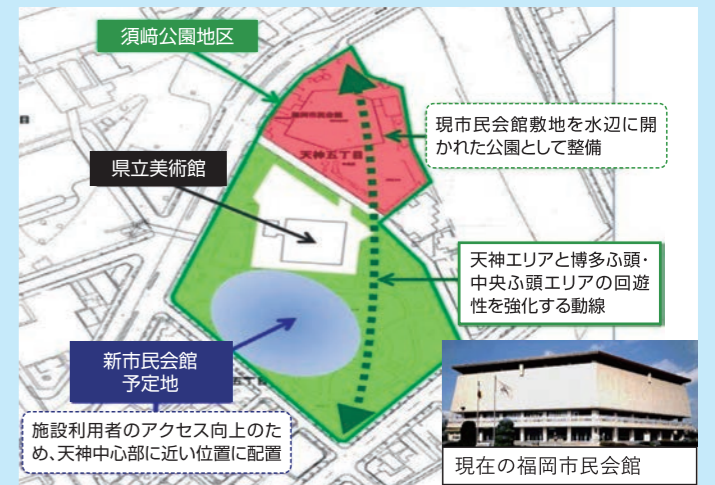 須﨑公園地区
現市民会館敷地を水辺に開
かれた公園として整備
天神五丁目
県立美術館
天神エリアと博多ふ頭・
中央ふ頭エリアの回遊
性を強化する動線
新市民会館
予定地
施設利用者のアクセス向上のた
め、天神中心部に近い位置に配置
現在の福岡市民会館